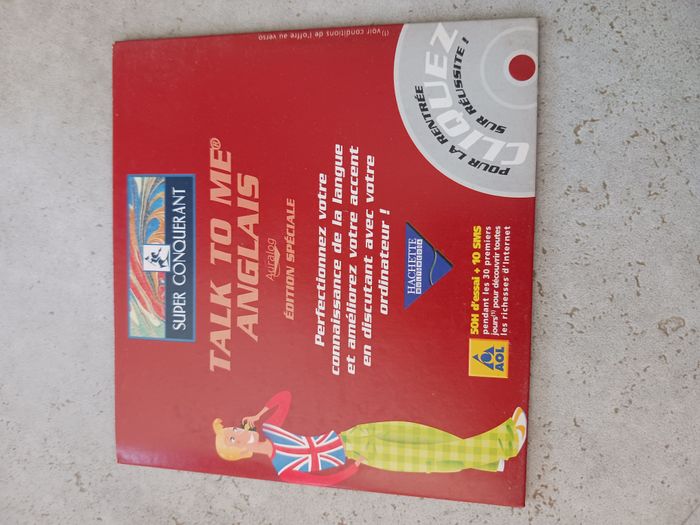 SUPER CONQUERANT
TALK TO ME®
ANGLAIS
Auralog
ÉDITION SPÉCIALE
Perfectionnez votre
connaissance de la langue
et améliorez votre accent
en discutant avec votre
ordinateur !
HACHETTE
AOL
50H d'essai + 10 SMS
pendant les 30 premiers
jours(1) pour découvrir toutes
les richesses d'Internet
POUR LA RENTRÉE
CLIQUEZ
SUR RÉUSSITE !
(1) voir conditions de l'offre au verso